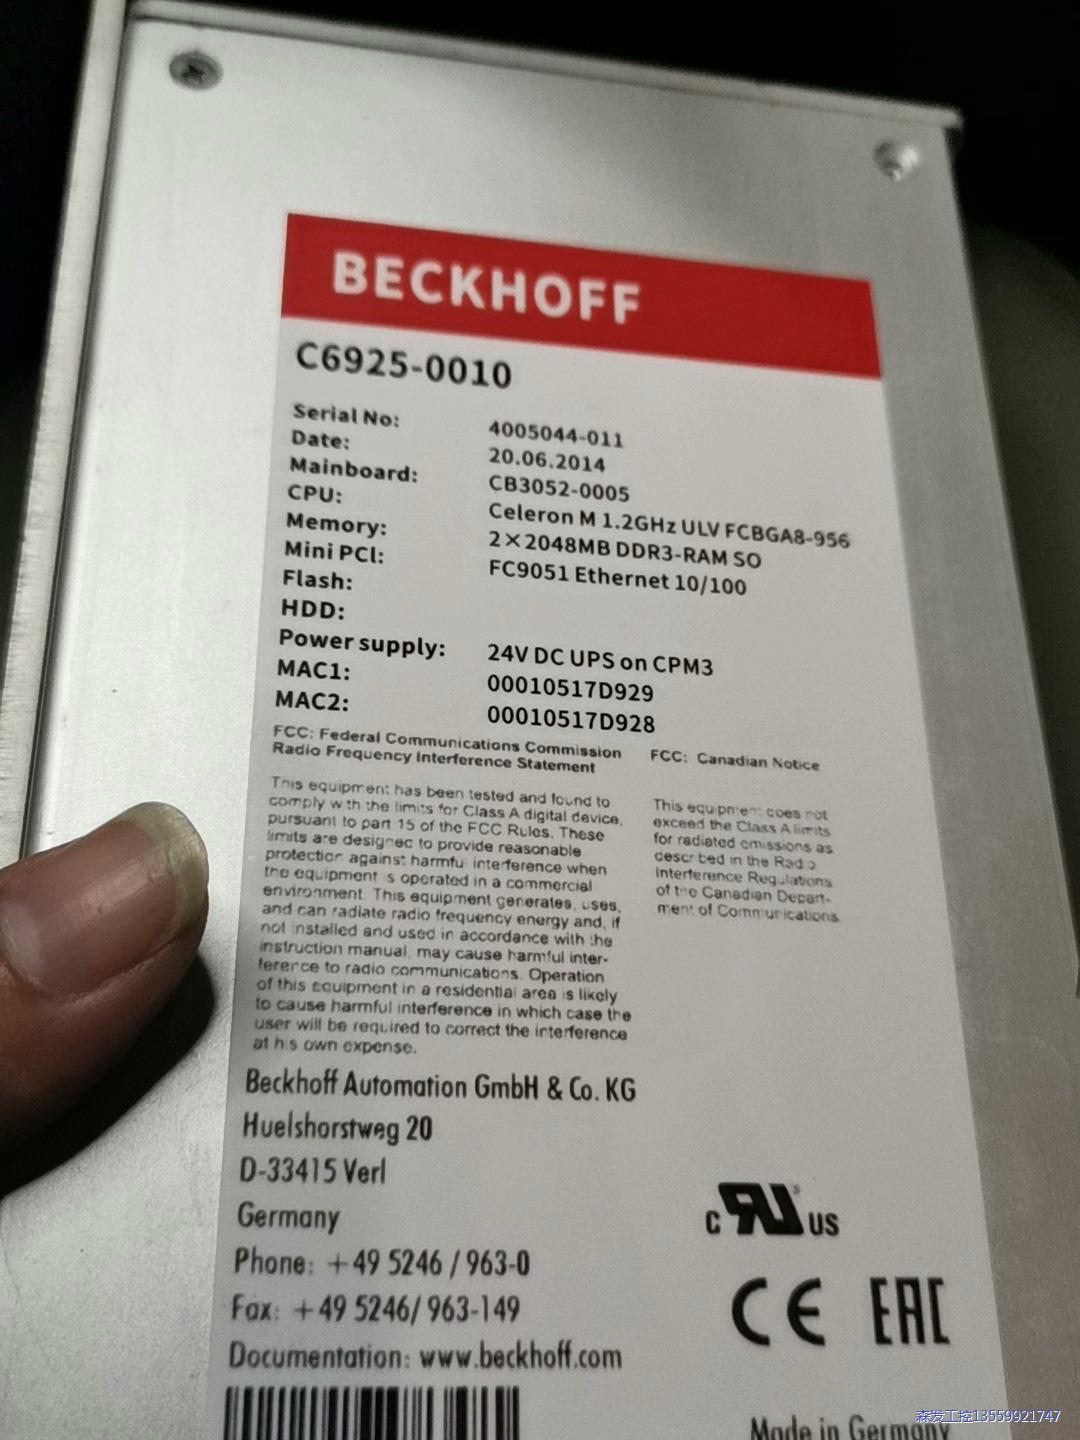 BECKHOFF
C6925-0010
Serial No: 4005044-011
Date: 20.06.2014
Mainboard: CB3052-0005
CPU: Celeron M 1.2GHz ULV FCBGA8-956
Memory: 2×2048MB DDR3-RAM SO
Mini PCl: FC9051 Ethernet 10/100
Flash:
HDD:
Power supply: 24V DC UPS on CPM3
MAC1: 00010517D929
MAC2: 00010517D928
FCC: Federal Communications Commission
Radio Frequency Interference Statement
This equipment has been tested and found to
comply with the limits for Class A digital device,
pursuant to part 15 of the FCC Rules. These
limits are designed to provide reasonable
protection against harmful interference when
the equipment is operated in a commercial
environment. This equipment generates, uses,
and can radiate radio frequency energy and, if
not installed and used in accordance with the
instruction manual, may cause harmful inter-
ference to radio communications. Operation
of this equipment in a residential area is likely
to cause harmful interference in which case the
user will be required to correct the interference
at his own expense.
FCC: Canadian Notice
This equipment does not
exceed the Class A limits
for radiated emissions as
described in the Radio
Interference Regulations
of the Canadian Depart-
ment of Communications.
Beckhoff Automation GmbH & Co. KG
Huelshorstweg 20
D-33415 Verl
Germany
Phone: +49 5246 / 963-0
Fax: +49 5246/ 963-149
Documentation: www.beckhoff.com
c RU US
CE EAC
Made in Germany
森发工控13559921747